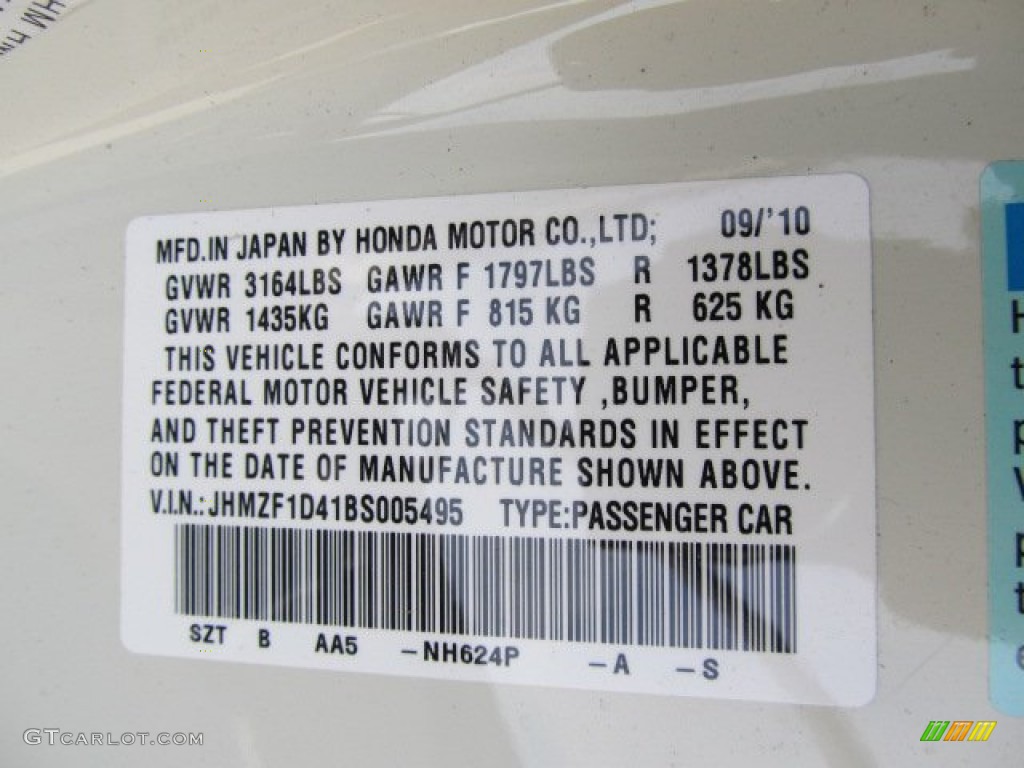 MFD.IN JAPAN BY HONDA MOTOR CO.,LTD; 09/'10
GVWR 3164LBS GAWR F 1797LBS R 1378LBS
GVWR 1435KG GAWR F 815 KG R 625 KG
THIS VEHICLE CONFORMS TO ALL APPLICABLE
FEDERAL MOTOR VEHICLE SAFETY ,BUMPER,
AND THEFT PREVENTION STANDARDS IN EFFECT
ON THE DATE OF MANUFACTURE SHOWN ABOVE.
V.I.N.:JHMZF1D41BS005495 TYPE:PASSENGER CAR
SZT B AA5 -NH624P -A -S
GTCARLOT.COM